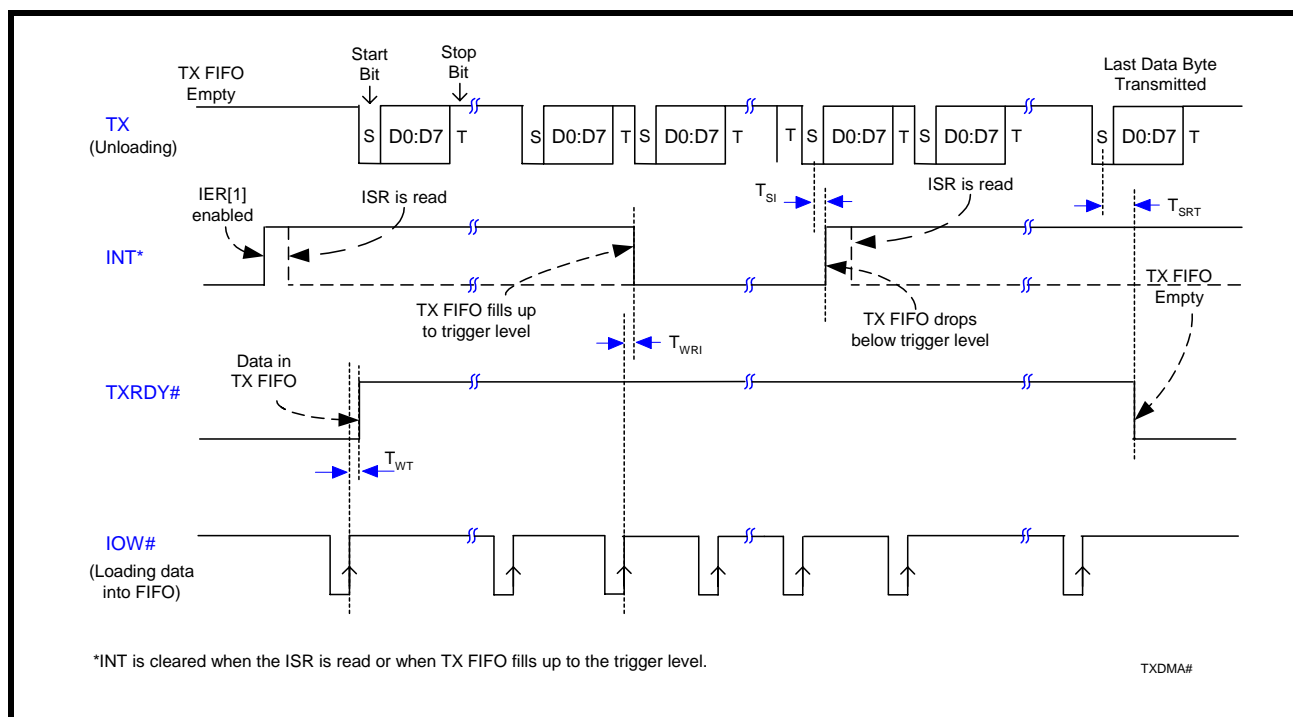 Start
Bit
Stop
Bit
TX FIFO
Empty
Last Data Byte
Transmitted
TX
(Unloading)
S D0:D7 T S D0:D7 T S D0:D7 T T S D0:D7 T S D0:D7 T S D0:D7 T
IER[1]
enabled
ISR is read
TSI
ISR is read
TSRT
INT*
TX FIFO fills up
to trigger level
TX FIFO drops
below trigger level
TX FIFO
Empty
TWRI
Data in
TX FIFO
TXRDY#
TWT
IOW#
(Loading data
into FIFO)
*INT is cleared when the ISR is read or when TX FIFO fills up to the trigger level.
TXDMA#